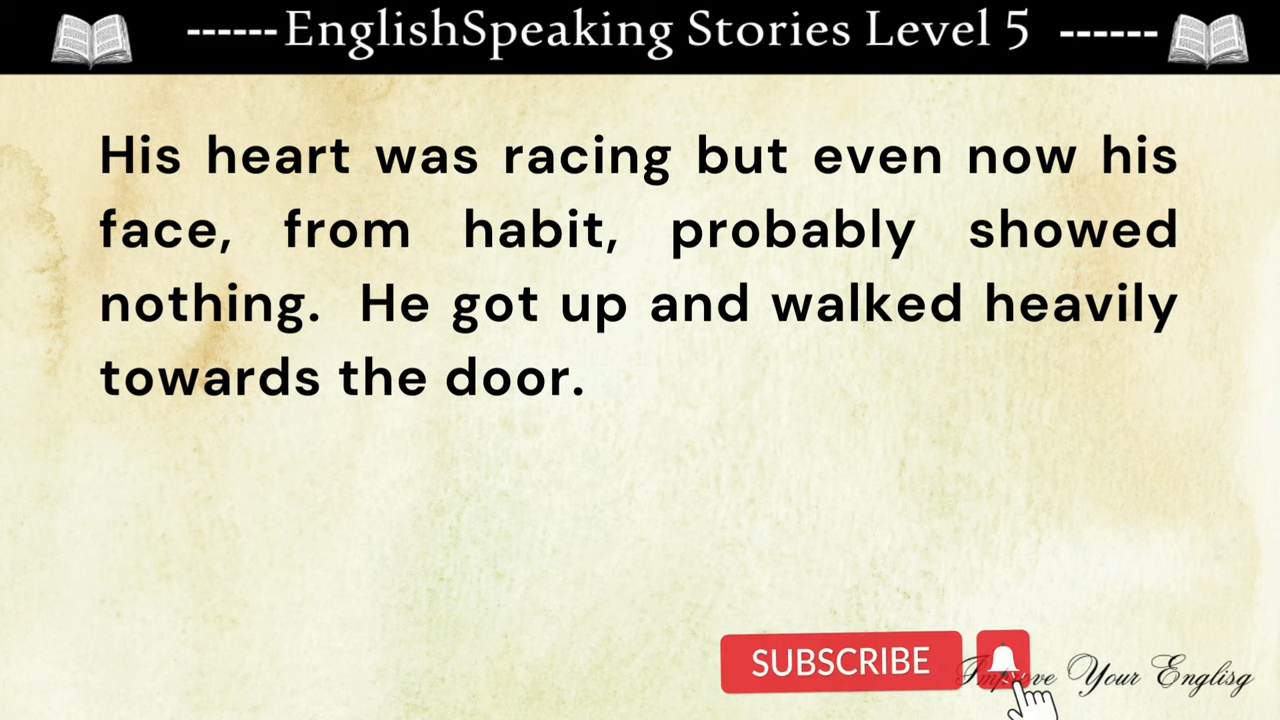 ------EnglishSpeaking Stories Level 5 ------
His heart was racing but even now his
face, from habit, probably showed
nothing. He got up and walked heavily
towards the door.
SUBSCRIBE
Improve Your Englisg